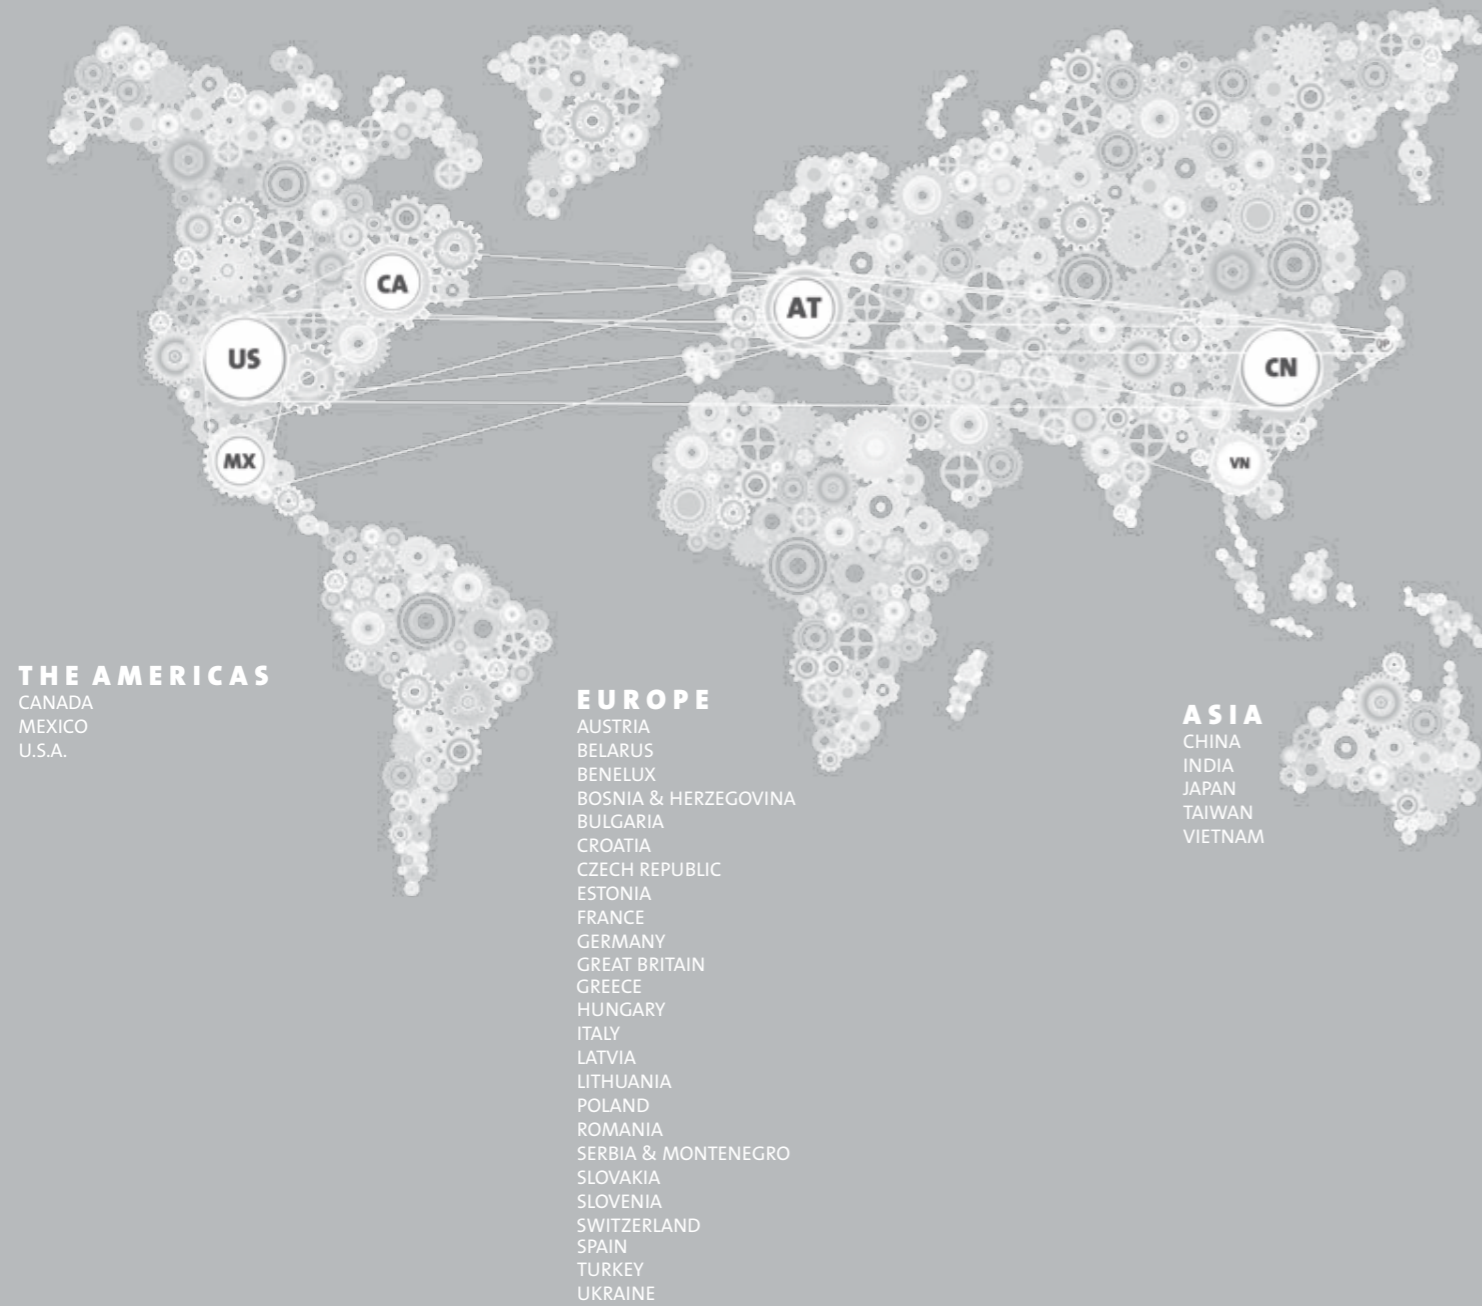 CA
AT
US
CN
MX
VN
THE AMERICAS
CANADA
MEXICO
U.S.A.
EUROPE
AUSTRIA
BELARUS
BENELUX
BOSNIA & HERZEGOVINA
BULGARIA
CROATIA
CZECH REPUBLIC
ESTONIA
FRANCE
GERMANY
GREAT BRITAIN
GREECE
HUNGARY
ITALY
LATVIA
LITHUANIA
POLAND
ROMANIA
SERBIA & MONTENEGRO
SLOVAKIA
SLOVENIA
SWITZERLAND
SPAIN
TURKEY
UKRAINE
ASIA
CHINA
INDIA
JAPAN
TAIWAN
VIETNAM